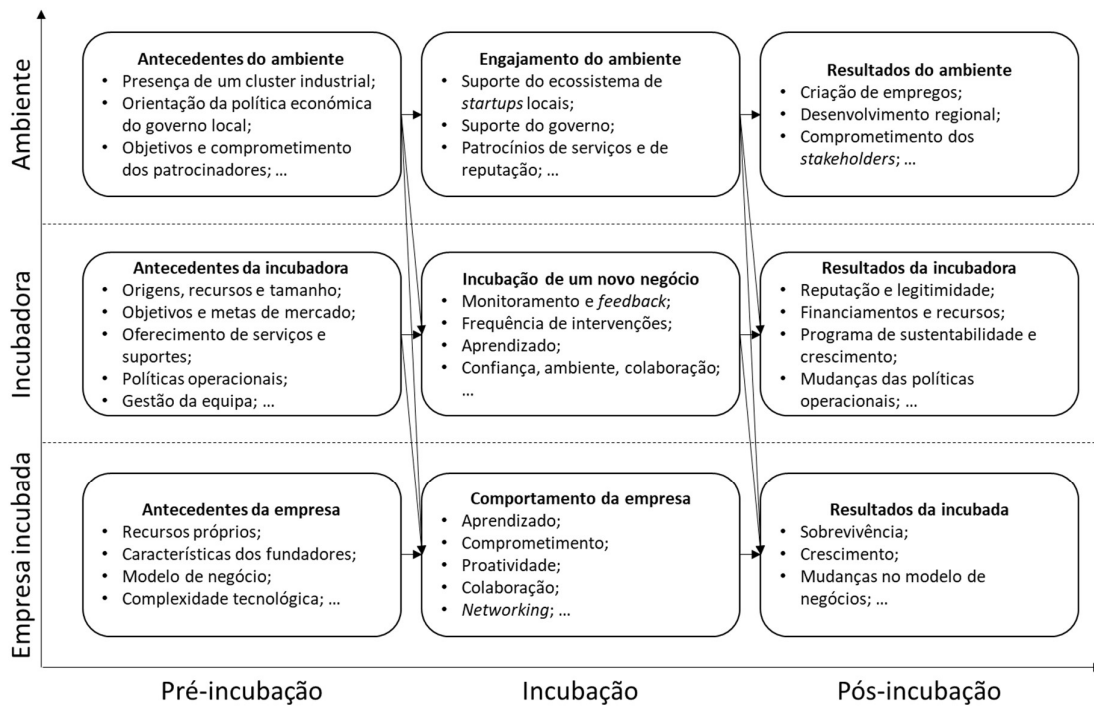 Ambiente
Antecedentes do ambiente
• Presença de um cluster industrial;
• Orientação da política económica
do governo local;
• Objetivos e comprometimento
dos patrocinadores; ...
Engajamento do ambiente
• Suporte do ecossistema de
startups locais;
• Suporte do governo;
• Patrocínios de serviços e de
reputação; ...
Resultados do ambiente
• Criação de empregos;
• Desenvolvimento regional;
• Comprometimento dos
stakeholders; ...
Incubadora
Antecedentes da incubadora
• Origens, recursos e tamanho;
• Objetivos e metas de mercado;
• Oferecimento de serviços e
suportes;
• Políticas operacionais;
• Gestão da equipa; ...
Incubação de um novo negócio
• Monitoramento e feedback;
• Frequência de intervenções;
• Aprendizado;
• Confiança, ambiente, colaboração;
...
Resultados da incubadora
• Reputação e legitimidade;
• Financiamentos e recursos;
• Programa de sustentabilidade e
crescimento;
• Mudanças das políticas
operacionais; ...
Empresa incubada
Antecedentes da empresa
• Recursos próprios;
• Características dos fundadores;
• Modelo de negócio;
• Complexidade tecnológica; ...
Comportamento da empresa
• Aprendizado;
• Comprometimento;
• Proatividade;
• Colaboração;
• Networking; ...
Resultados da incubada
• Sobrevivência;
• Crescimento;
• Mudanças no modelo de
negócios; ...
Pré-incubação
Incubação
Pós-incubação